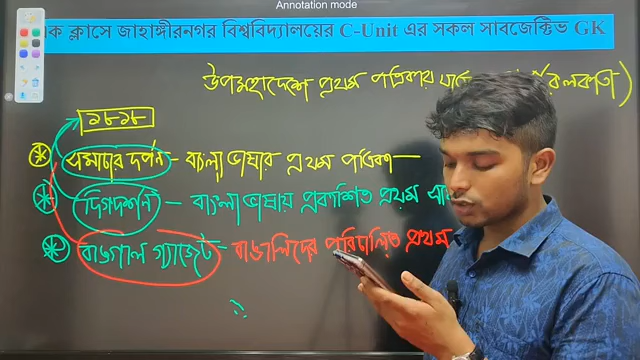 Annotation mode
ক ক্লাসে জাহাঙ্গীরনগর বিশ্ববিদ্যালয়ের C-Unit এর সকল সাবজেক্টিভ GK
উপমহাদেশে প্রথম পত্রিকার
১৮১৮
সমাচার দর্পন - বাংলা ভাষার প্রথম পত্রিকা
দিগদর্শন - বাংলা ভাষায় প্রকাশিত প্রথম
বাঙ্গাল গ্যাজেট - বাঙালিদের পরিচালিত প্রথম